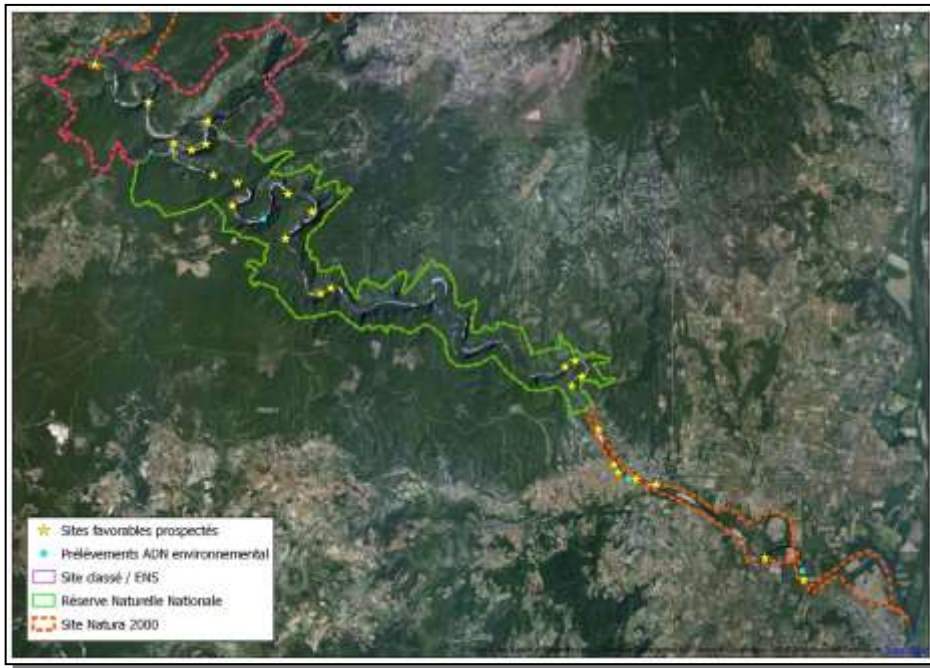 Sites favorables prospectés
Prélèvements ADN environnemental
Site classé / ENS
Réserve Naturelle Nationale
Site Natura 2000